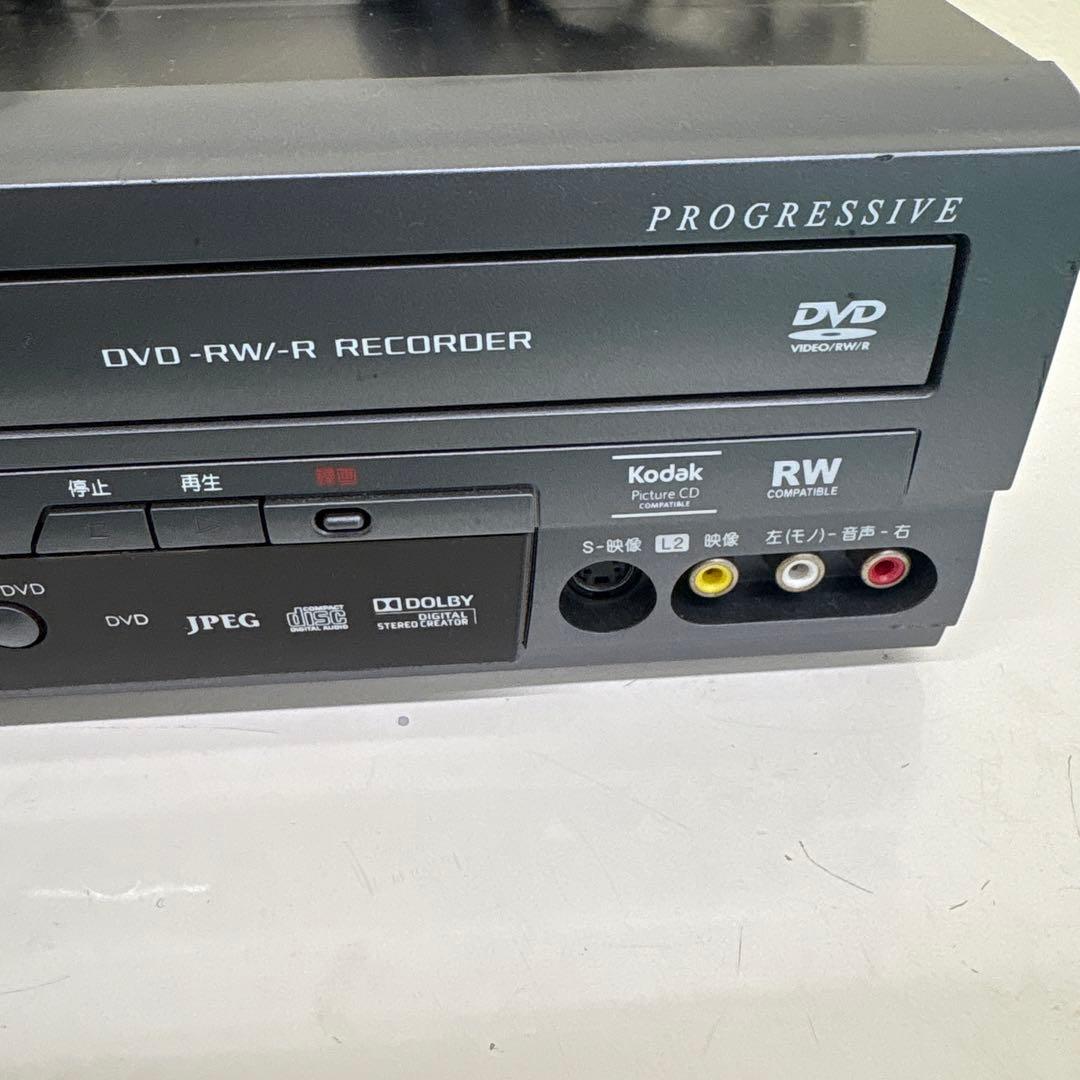 PROGRESSIVE
DVD-RW/-R RECORDER
DVD
VIDEO/RW/R
停止 再生 録画
Kodak
Picture CD
COMPATIBLE
RW
COMPATIBLE
S-映像 L2 映像 左(モノ)-音声-右
DVD
DVD JPEG
COMPACT
disc
DIGITAL AUDIO
DOLBY
DIGITAL
STEREO CREATOR